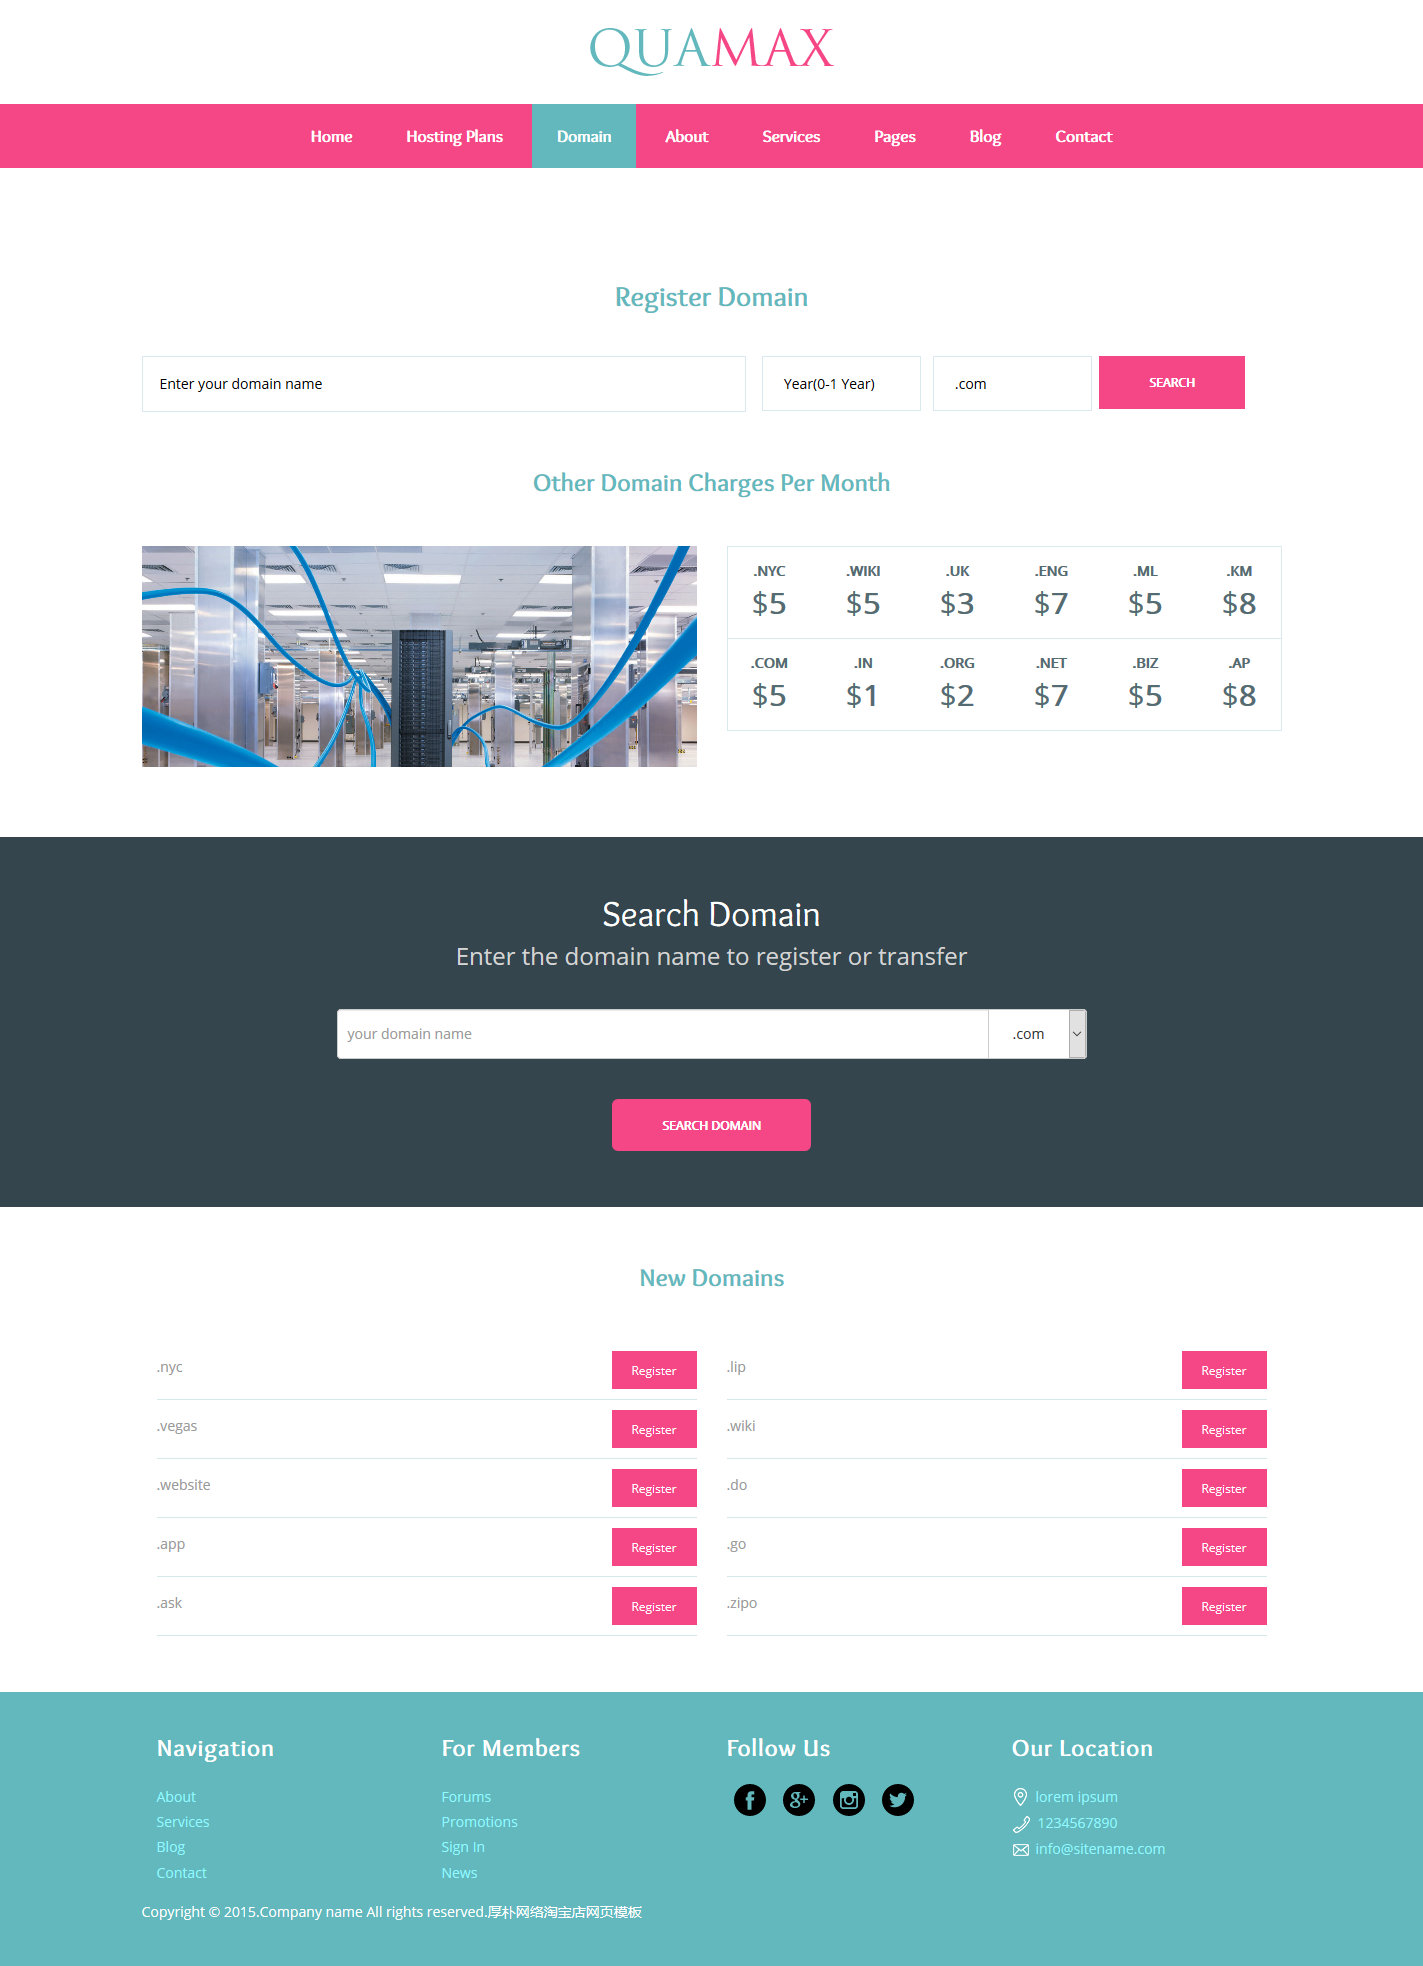 QUAMAX
Home Hosting Plans Domain About Services Pages Blog Contact
Register Domain
Enter your domain name Year(0-1 Year) .com SEARCH
Other Domain Charges Per Month
.NYC .WIKI .UK .ENG .ML .KM
$5 $5 $3 $7 $5 $8
.COM .IN .ORG .NET .BIZ .AP
$5 $1 $2 $7 $5 $8
Search Domain
Enter the domain name to register or transfer
your domain name .com
SEARCH DOMAIN
New Domains
.nyc Register .lip Register
.vegas Register .wiki Register
.website Register .do Register
.app Register .go Register
.ask Register .zipo Register
Navigation For Members Follow Us Our Location
About Forums lorem ipsum
Services Promotions 1234567890
Blog Sign In info@sitename.com
Contact News
Copyright © 2015.Company name All rights reserved.厚朴网络淘宝店网页模板